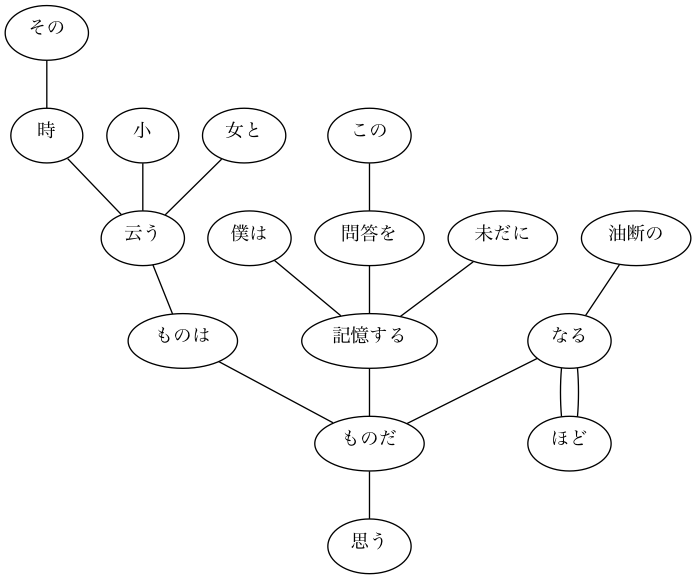 その
時
小
女と
この
云う
僕は
問答を
未だに
油断の
ものは
記憶する
なる
ものだ
ほど
思う